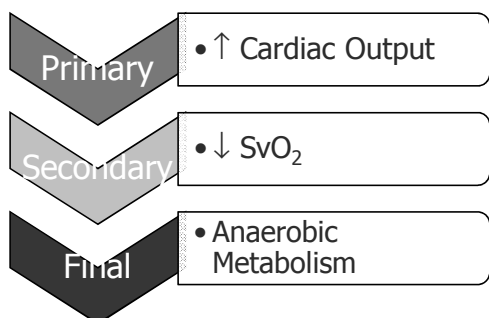 Primary
• ↑ Cardiac Output
Secondary
• ↓ SvO₂
Final
• Anaerobic
Metabolism